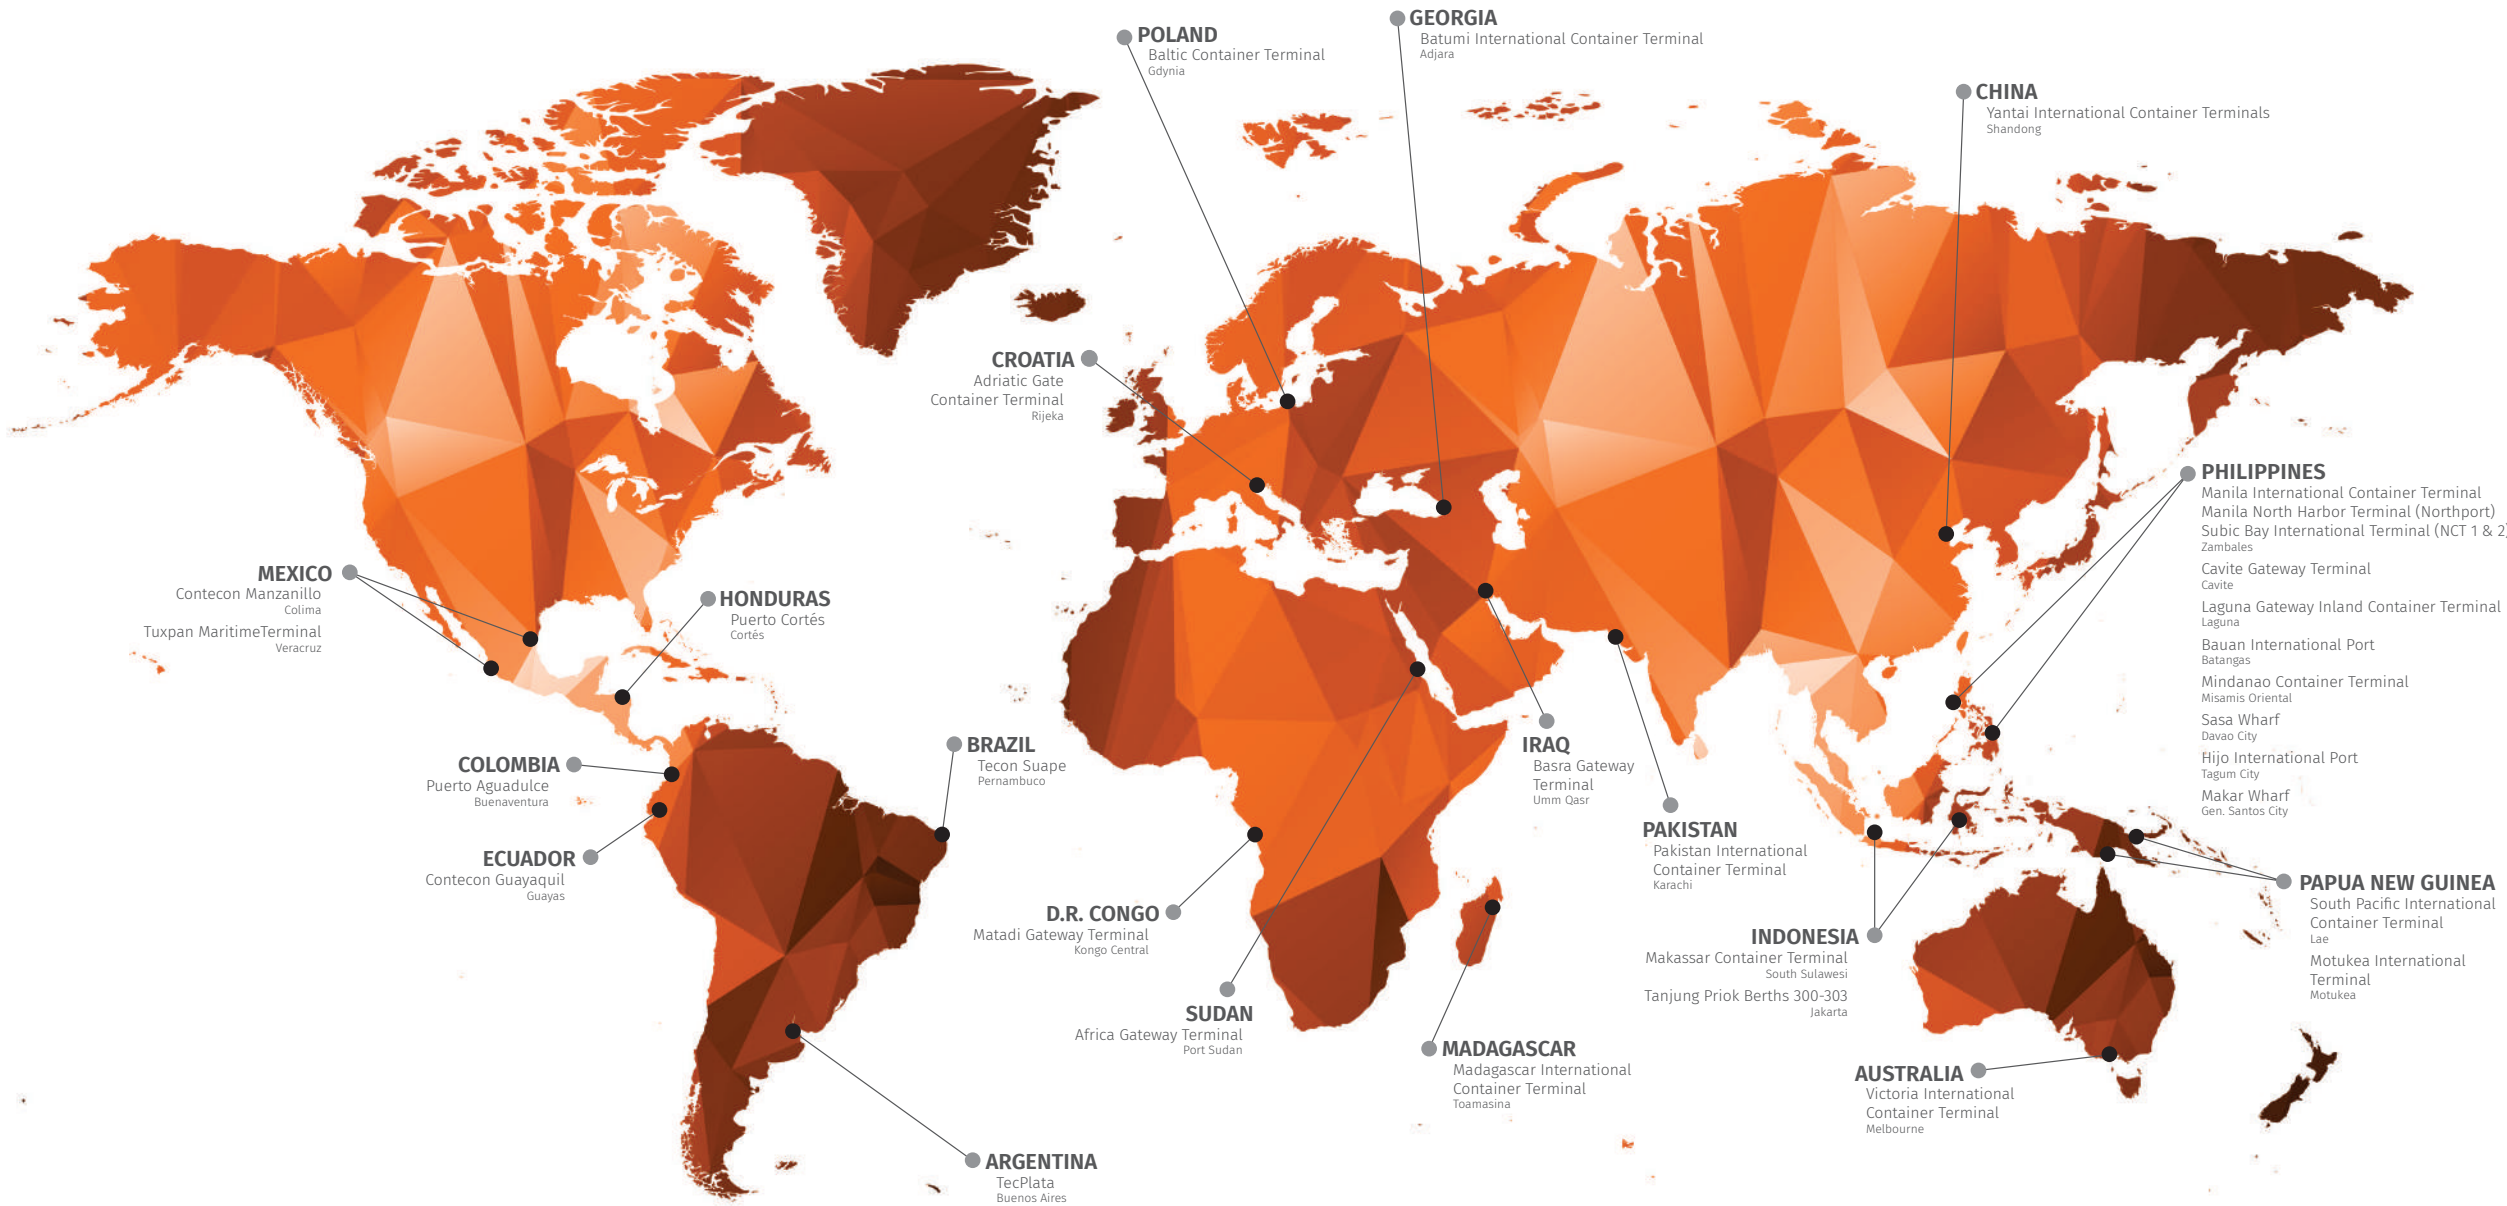 POLAND
Baltic Container Terminal
Gdynia
GEORGIA
Batumi International Container Terminal
Adjara
CHINA
Yantai International Container Terminals
Shandong
CROATIA
Adriatic Gate
Container Terminal
Rijeka
PHILIPPINES
Manila International Container Terminal
Manila North Harbor Terminal (Northport)
Subic Bay International Terminal (NCT 1 & 2)
Zambales
Cavite Gateway Terminal
Cavite
Laguna Gateway Inland Container Terminal
Laguna
Bauan International Port
Batangas
Mindanao Container Terminal
Misamis Oriental
Sasa Wharf
Davao City
Hijo International Port
Tagum City
Makar Wharf
Gen. Santos City
MEXICO
Contecon Manzanillo
Colima
Tuxpan MaritimeTerminal
Veracruz
HONDURAS
Puerto Cortés
Cortés
COLOMBIA
Puerto Aguadulce
Buenaventura
BRAZIL
Tecon Suape
Pernambuco
IRAQ
Basra Gateway
Terminal
Umm Qasr
ECUADOR
Contecon Guayaquil
Guayas
PAKISTAN
Pakistan International
Container Terminal
Karachi
D.R. CONGO
Matadi Gateway Terminal
Kongo Central
PAPUA NEW GUINEA
South Pacific International
Container Terminal
Lae
Motukea International
Terminal
Motukea
INDONESIA
Makassar Container Terminal
South Sulawesi
Tanjung Priok Berths 300-303
Jakarta
SUDAN
Africa Gateway Terminal
Port Sudan
MADAGASCAR
Madagascar International
Container Terminal
Toamasina
AUSTRALIA
Victoria International
Container Terminal
Melbourne
ARGENTINA
TecPlata
Buenos Aires